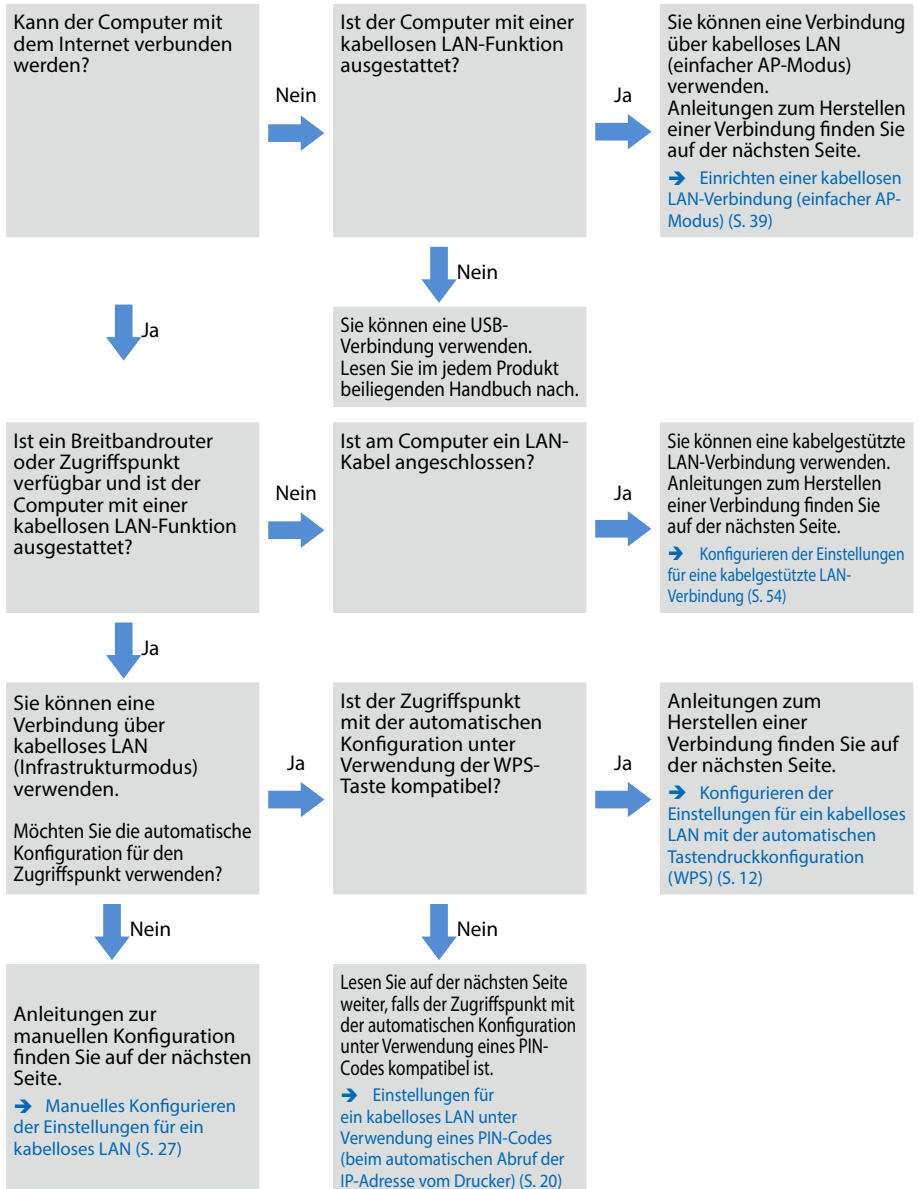 Kann der Computer mit
dem Internet verbunden
werden?
Nein
Ist der Computer mit einer
kabellosen LAN-Funktion
ausgestattet?
Ja
Sie können eine Verbindung
über kabelloses LAN
(einfacher AP-Modus)
verwenden.
Anleitungen zum Herstellen
einer Verbindung finden Sie
auf der nächsten Seite.
➔ Einrichten einer kabellosen
LAN-Verbindung (einfacher AP-
Modus) (S. 39)
Nein
Sie können eine USB-
Verbindung verwenden.
Lesen Sie im jedem Produkt
beiliegenden Handbuch nach.
Ja
Ist ein Breitbandrouter
oder Zugriffspunkt
verfügbar und ist der
Computer mit einer
kabellosen LAN-Funktion
ausgestattet?
Nein
Ist am Computer ein LAN-
Kabel angeschlossen?
Ja
Sie können eine kabelgestützte
LAN-Verbindung verwenden.
Anleitungen zum Herstellen
einer Verbindung finden Sie
auf der nächsten Seite.
➔ Konfigurieren der Einstellungen
für eine kabelgestützte LAN-
Verbindung (S. 54)
Ja
Sie können eine
Verbindung über
kabelloses LAN
(Infrastrukturmodus)
verwenden.
Möchten Sie die automatische
Konfiguration für den
Zugriffspunkt verwenden?
Ja
Ist der Zugriffspunkt
mit der automatischen
Konfiguration unter
Verwendung der WPS-
Taste kompatibel?
Ja
Anleitungen zum
Herstellen einer
Verbindung finden Sie auf
der nächsten Seite.
➔ Konfigurieren der
Einstellungen für ein kabelloses
LAN mit der automatischen
Tastendruckkonfiguration
(WPS) (S. 12)
Nein
Anleitungen zur
manuellen Konfiguration
finden Sie auf der nächsten
Seite.
➔ Manuelles Konfigurieren
der Einstellungen für ein
kabelloses LAN (S. 27)
Nein
Lesen Sie auf der nächsten Seite
weiter, falls der Zugriffspunkt mit
der automatischen Konfiguration
unter Verwendung eines PIN-
Codes kompatibel ist.
➔ Einstellungen für
ein kabelloses LAN unter
Verwendung eines PIN-Codes
(beim automatischen Abruf der
IP-Adresse vom Drucker) (S. 20)